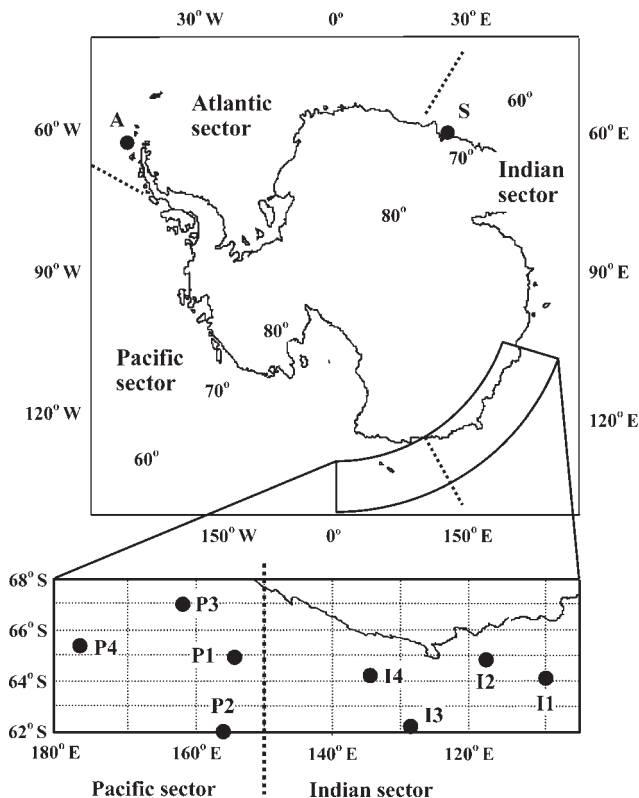 30° W 0° 30° E
A
Atlantic
sector
S
60°
60° W
60° E
70°
Indian
sector
80°
90° W
90° E
80°
Pacific
sector
70°
120° W
120° E
60°
150° W 0° 150° E
68° S
P3
66° S
P4 P1
I4 I2
64° S
I1
P2 I3
62° S
180° E 160° E 140° E 120° E
Pacific sector Indian sector